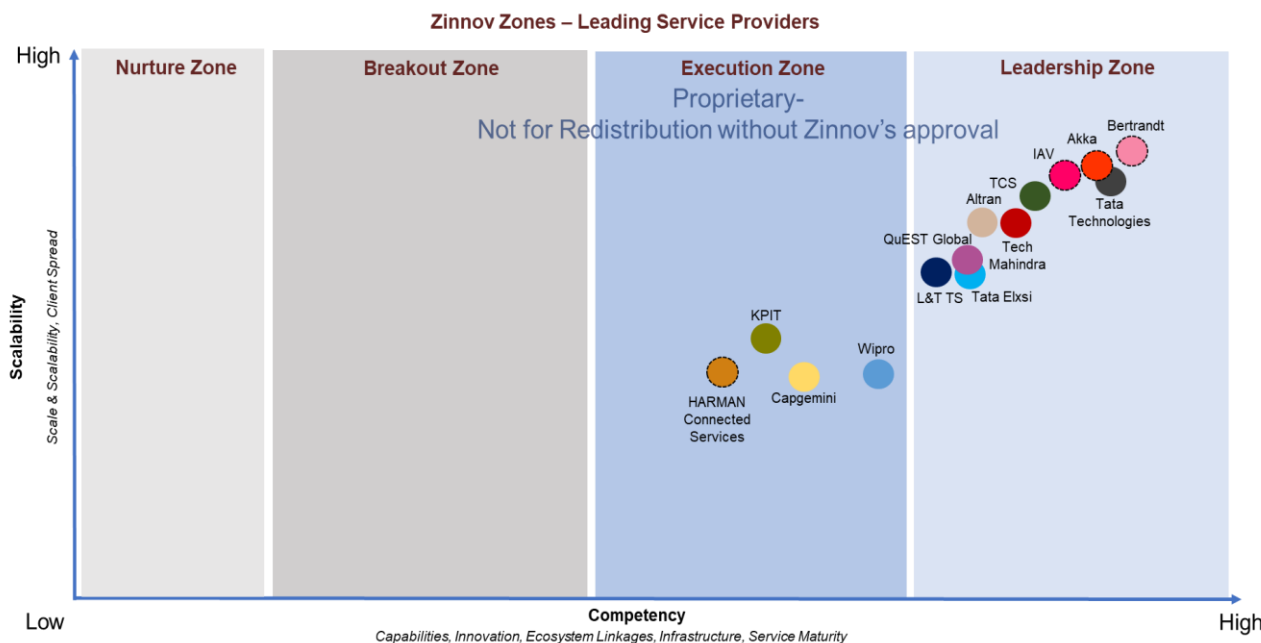 Zinnov Zones – Leading Service Providers
High
Nurture Zone
Breakout Zone
Execution Zone
Leadership Zone
Proprietary-
Not for Redistribution without Zinnov's approval
Bertrandt
Akka
IAV
TCS
Tata
Technologies
Altran
QuEST Global
Tech
Mahindra
L&T TS
Tata Elxsi
KPIT
Wipro
HARMAN
Connected
Services
Capgemini
Scalability
Scale & Scalability, Client Spread
Low
Competency
High
Capabilities, Innovation, Ecosystem Linkages, Infrastructure, Service Maturity